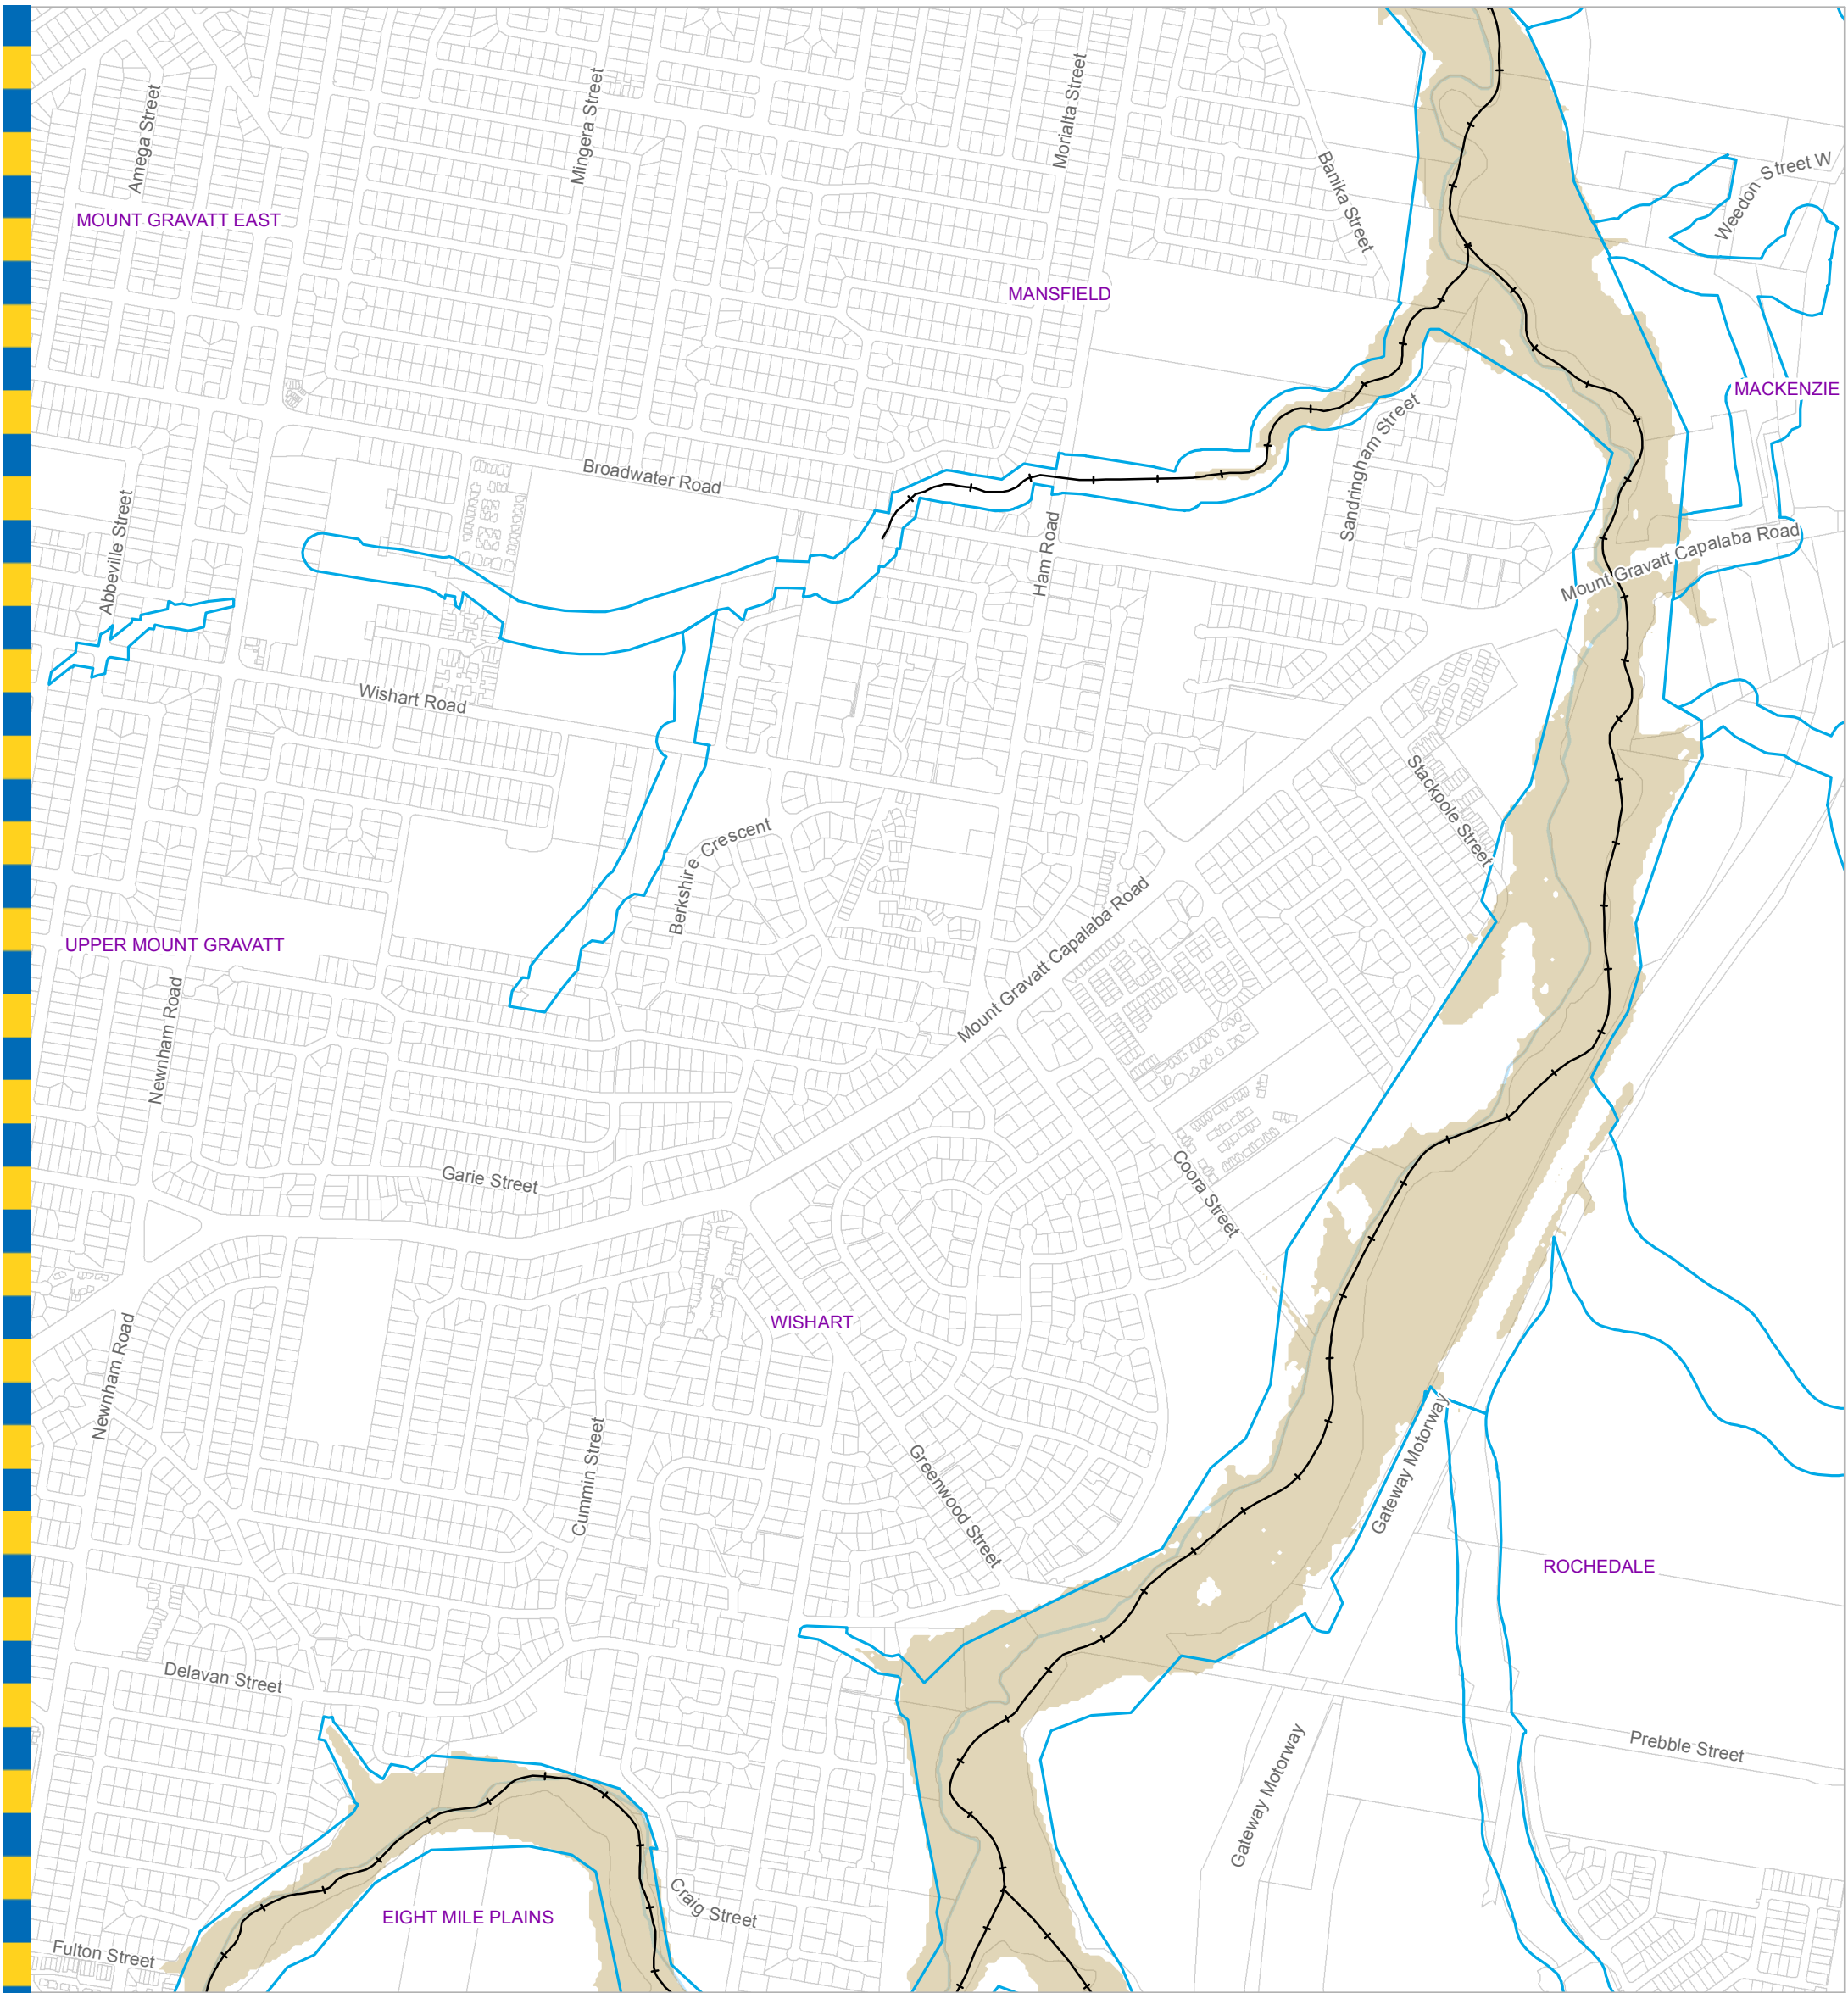 Amega Street
Mingera Street
Morialta Street
Banika Street
Weedon Street W
MOUNT GRAVATT EAST
MANSFIELD
MACKENZIE
Sandringham Street
Broadwater Road
Abbeville Street
Ham Road
Mount Gravatt Capalaba Road
Wishart Road
Stackpole Street
Berkshire Crescent
Mount Gravatt Capalaba Road
UPPER MOUNT GRAVATT
Newnham Road
Garie Street
Coora Street
WISHART
Newnham Road
Cummin Street
Greenwood Street
Gateway Motorway
ROCHEDALE
Delavan Street
Prebble Street
Gateway Motorway
Craig Street
EIGHT MILE PLAINS
Fulton Street